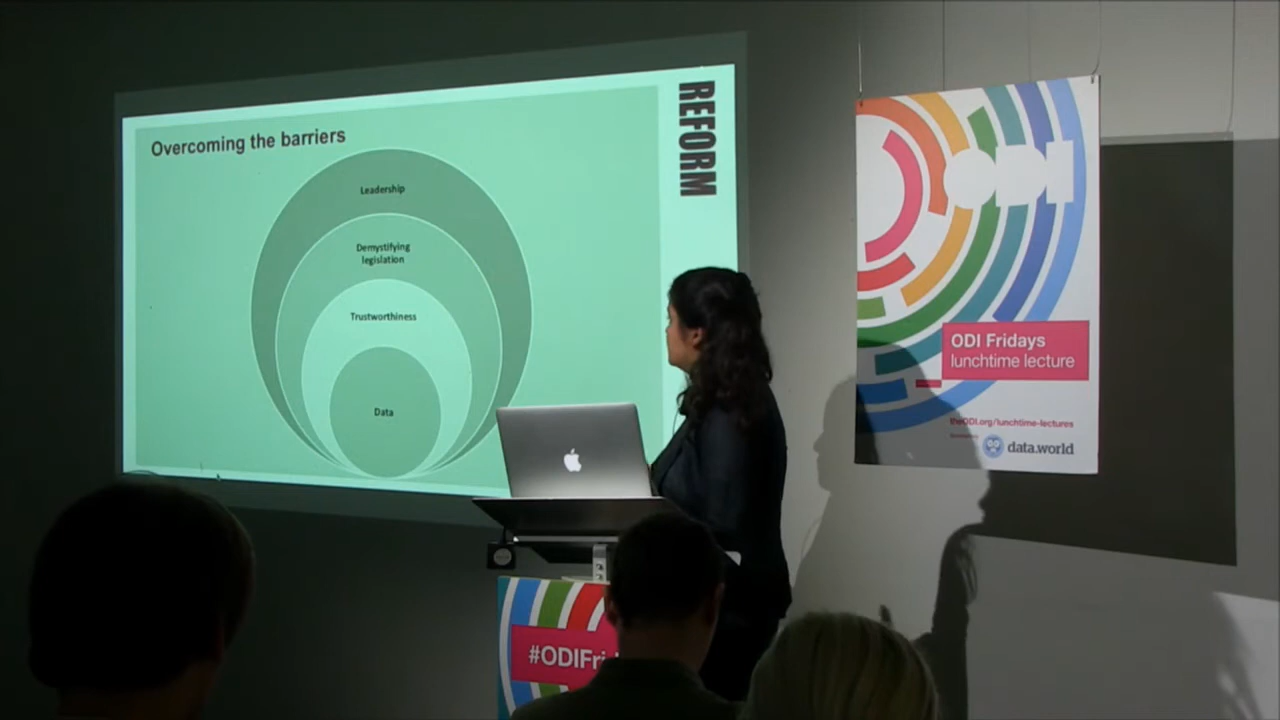 Overcoming the barriers
REFORM
Leadership
Demystifying
legislation
Trustworthiness
Data
ODI Fridays
lunchtime lecture
theODI.org/lunchtime-lectures
data.world
#ODIFri